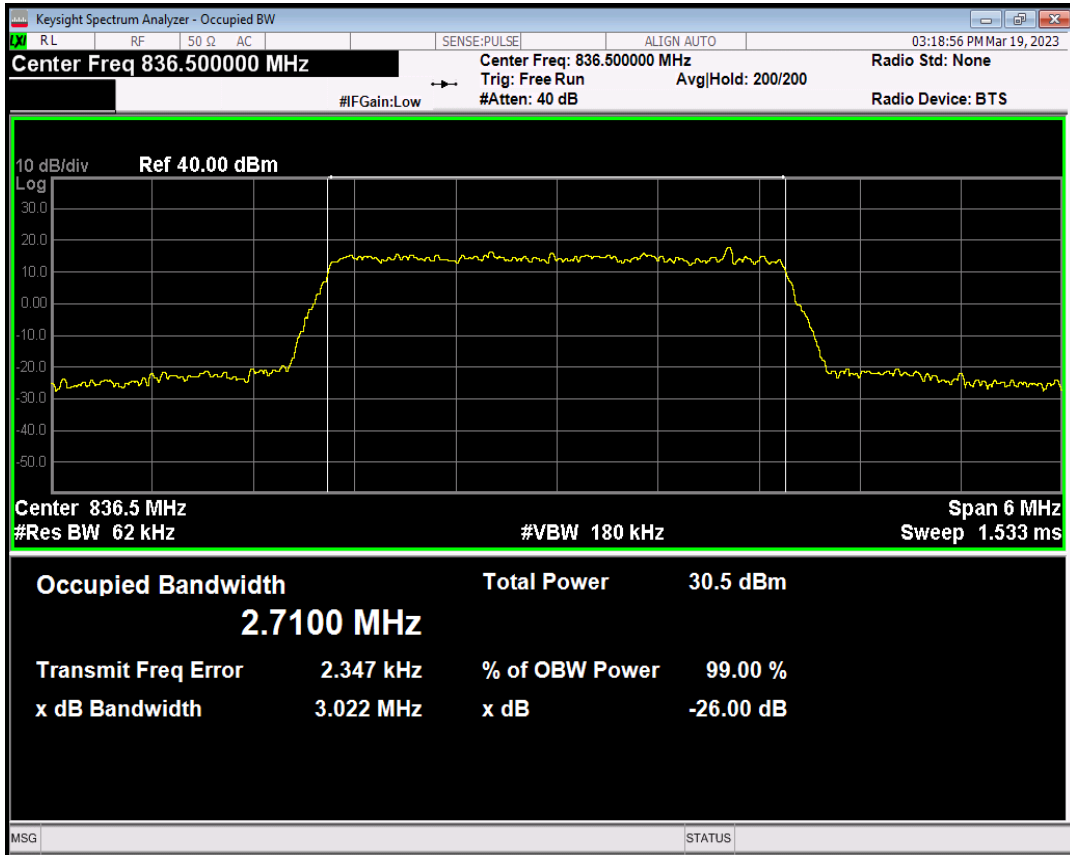 Keysight Spectrum Analyzer - Occupied BW
LXI RL RF 50 Ω AC SENSE:PULSE ALIGN AUTO 03:18:56 PM Mar 19, 2023
Center Freq 836.500000 MHz Center Freq: 836.500000 MHz Radio Std: None
Trig: Free Run Avg|Hold: 200/200
#IFGain:Low #Atten: 40 dB Radio Device: BTS
10 dB/div Ref 40.00 dBm
Log
30.0
20.0
10.0
0.00
-10.0
-20.0
-30.0
-40.0
-50.0
Center 836.5 MHz Span 6 MHz
#Res BW 62 kHz #VBW 180 kHz Sweep 1.533 ms
Occupied Bandwidth Total Power 30.5 dBm
2.7100 MHz
Transmit Freq Error 2.347 kHz % of OBW Power 99.00 %
x dB Bandwidth 3.022 MHz x dB -26.00 dB
MSG STATUS